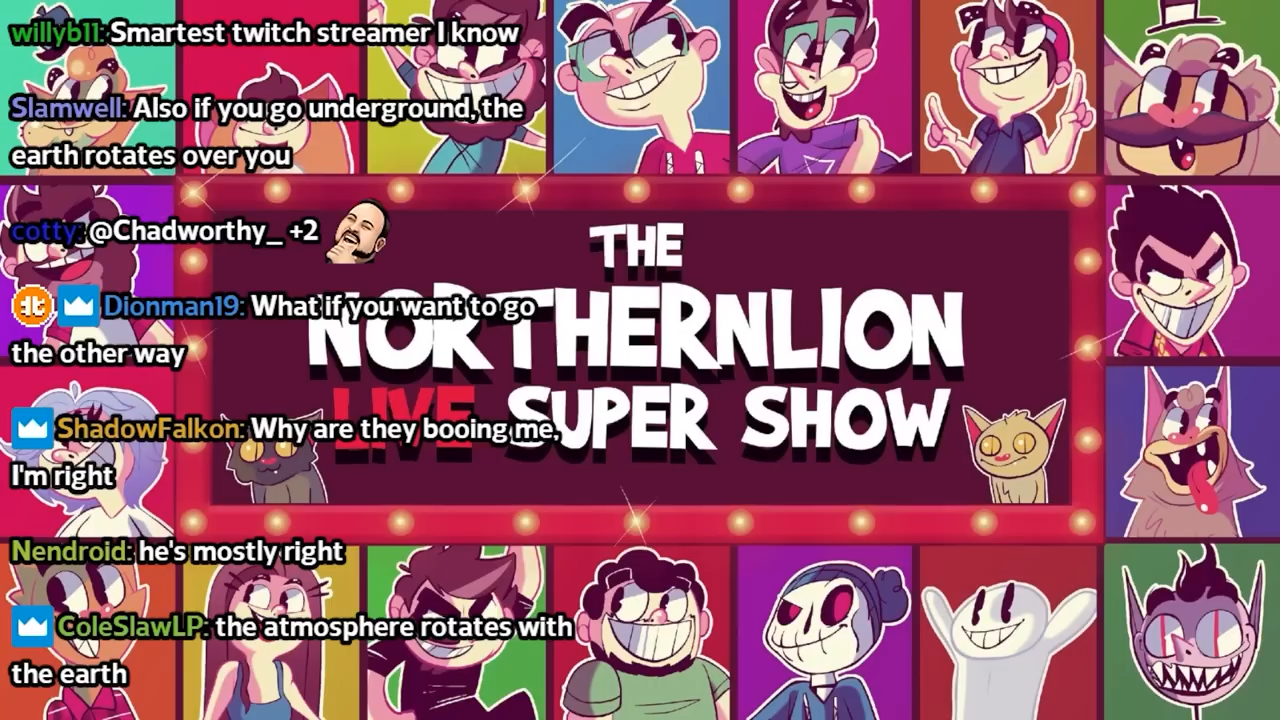 willyb11: Smartest twitch streamer I know
Slamwell: Also if you go underground, the
earth rotates over you
cotty: @Chadworthy_ +2
Dionman19: What if you want to go
the other way
ShadowFalkon: Why are they booing me,
I'm right
Nendroid: he's mostly right
ColeSlawLP: the atmosphere rotates with
the earth
THE
NORTHERNLION
LIVE SUPER SHOW